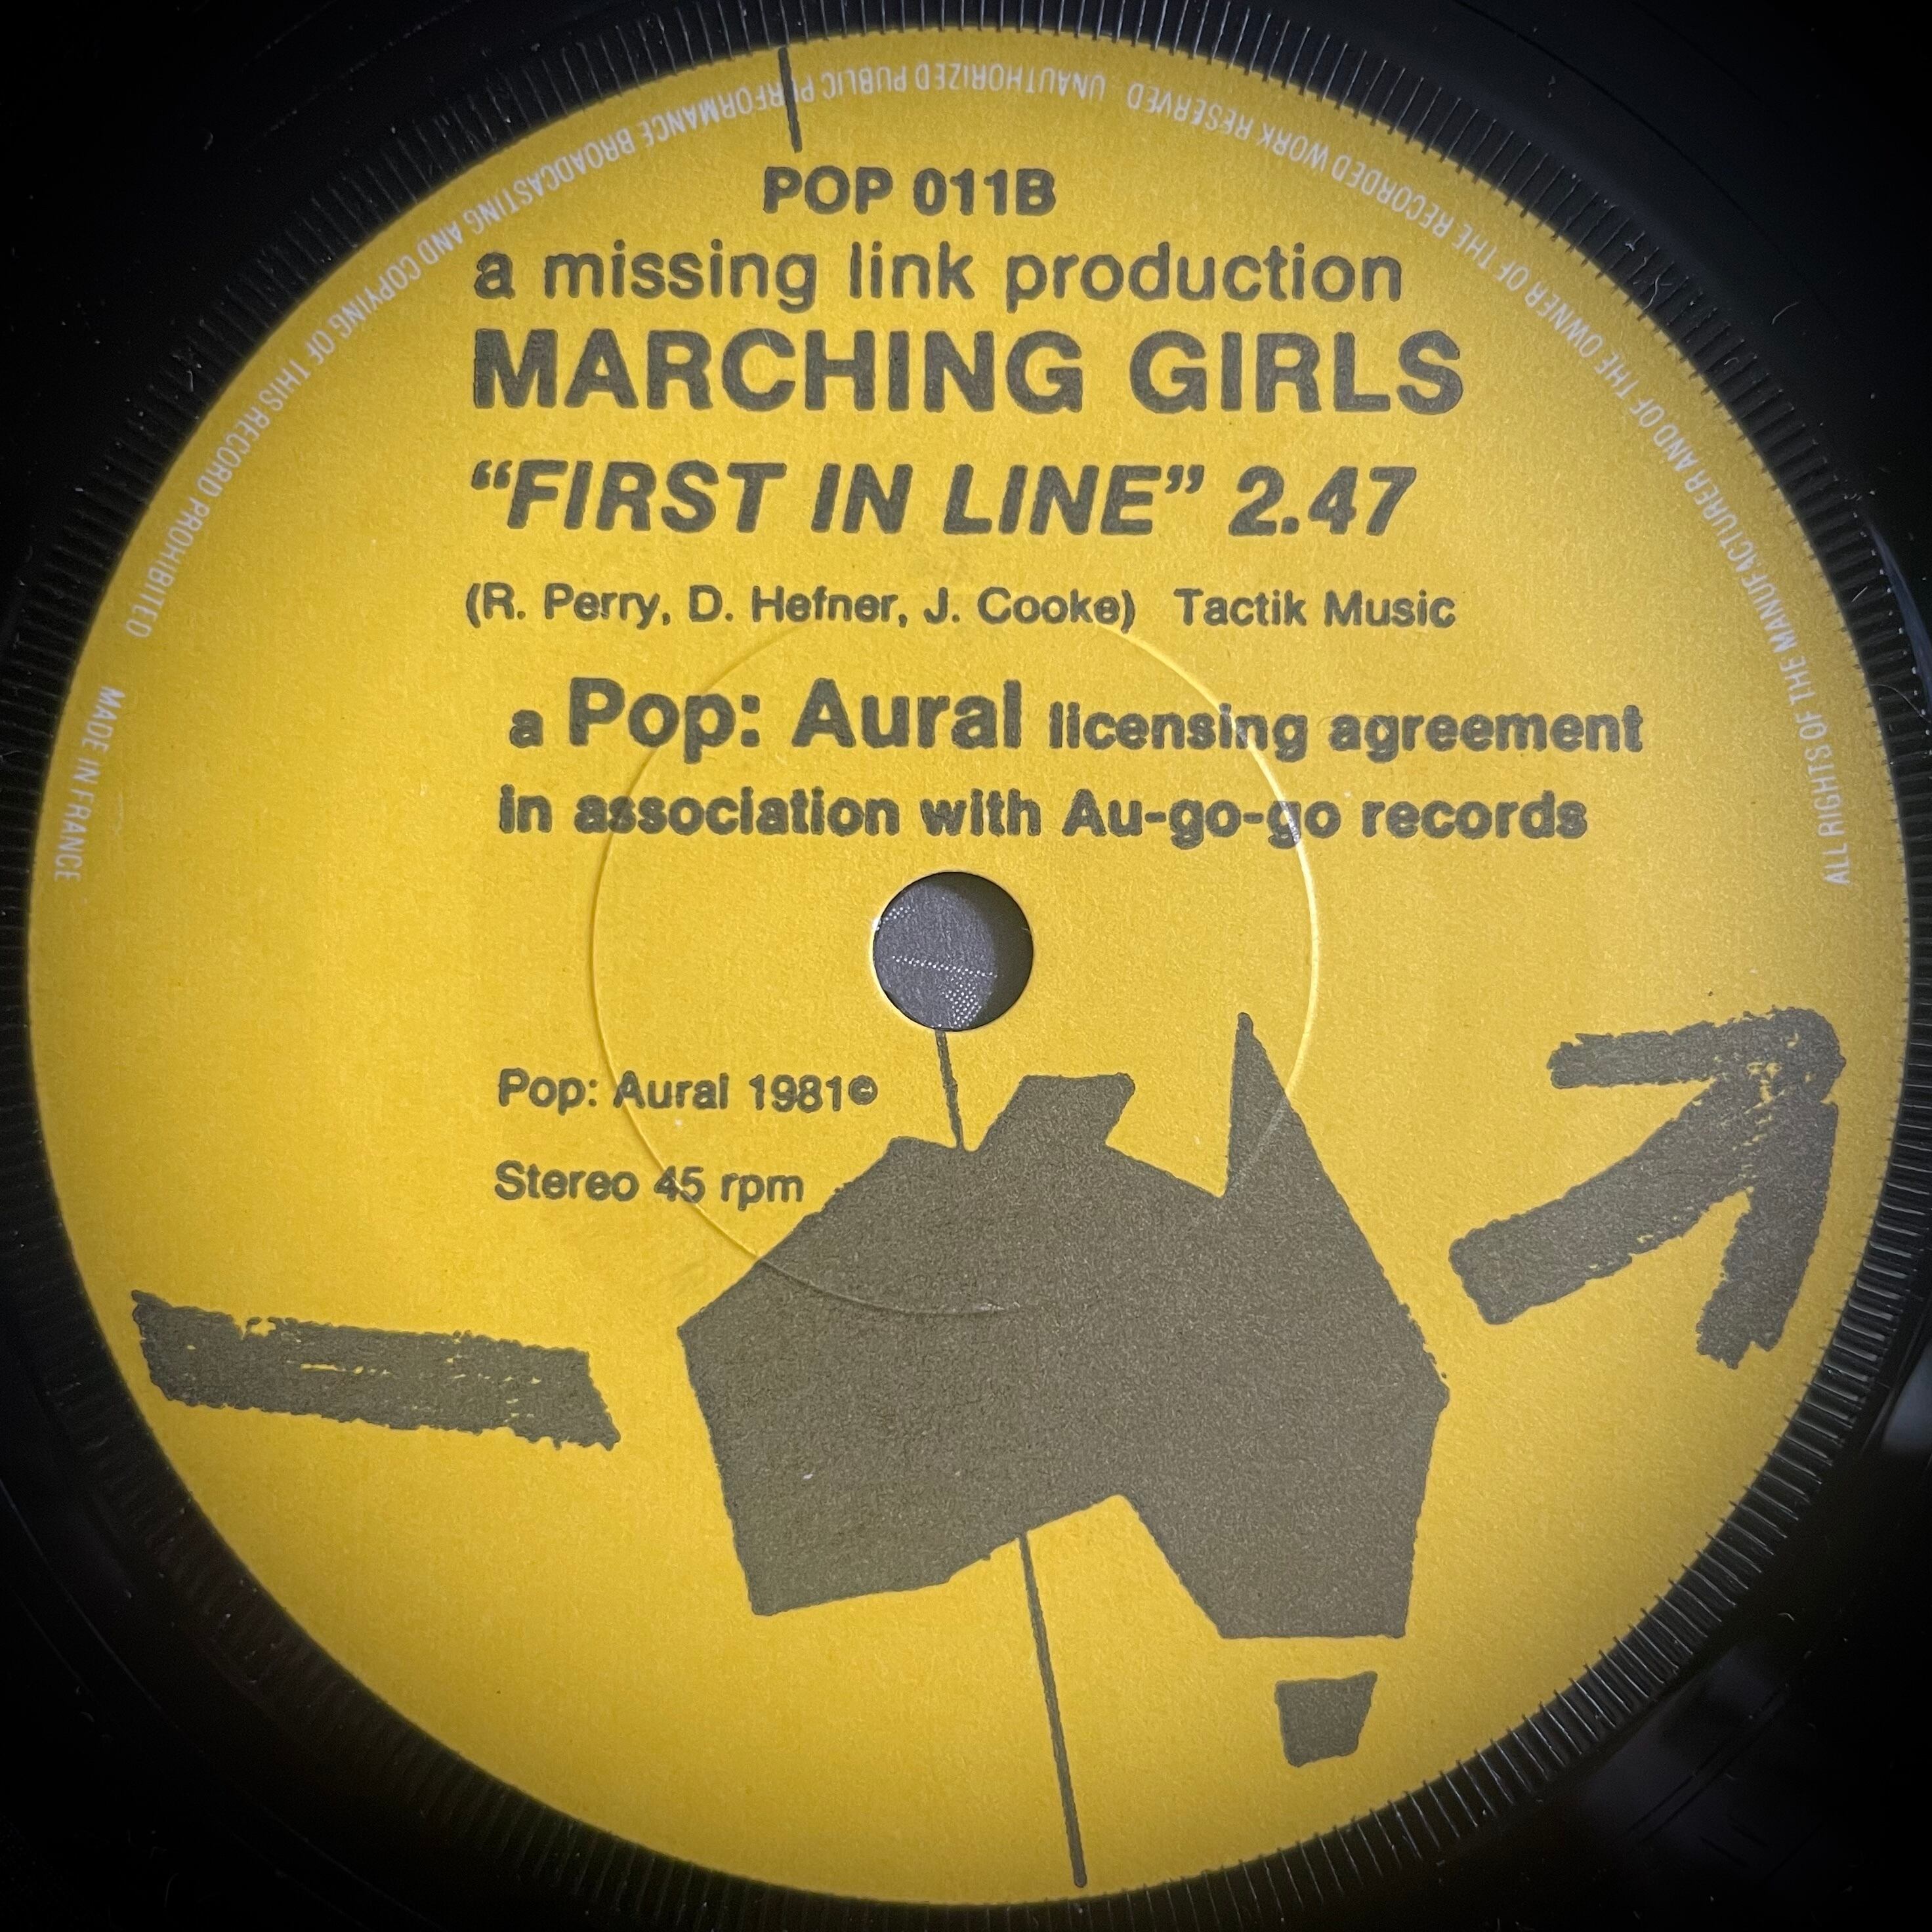 POP 011B
a missing link production
MARCHING GIRLS
“FIRST IN LINE” 2.47
(R. Perry, D. Hefner, J. Cooke) Tactik Music
a Pop: Aural licensing agreement
in association with Au-go-go records
Pop: Aural 1981©
Stereo 45 rpm
ALL RIGHTS OF THE MANUFACTURER AND OF THE OWNER OF THE RECORDED WORK RESERVED UNAUTHORIZED PUBLIC PERFORMANCE BROADCASTING AND COPYING OF THIS RECORD PROHIBITED MADE IN FRANCE